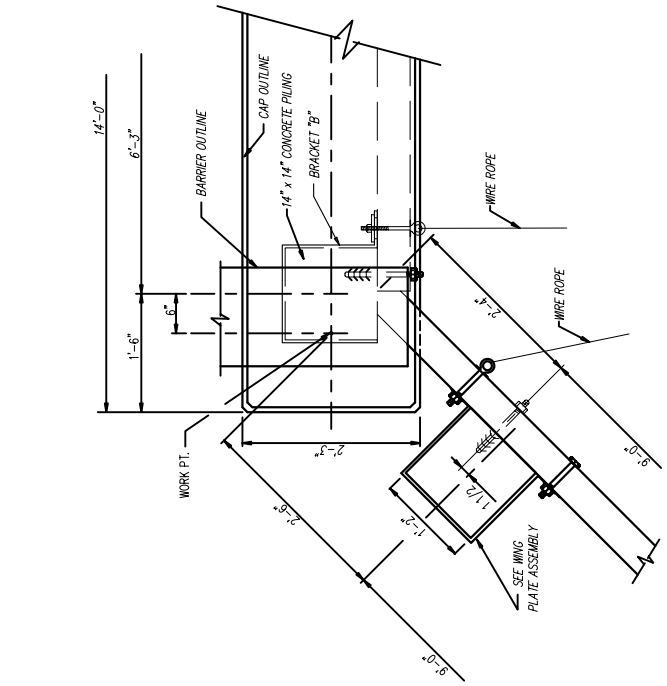 14'-0"
6'-3"
BARRIER OUTLINE
CAP OUTLINE
14" x 14" CONCRETE PILING
BRACKET "B"
6"
1'-6"
WIRE ROPE
2'-4"
WIRE ROPE
WORK PT.
2'-3"
2'-6"
1 1/2
1'-2"
9'-0"
SEE WING
PLATE ASSEMBLY
9'-0"